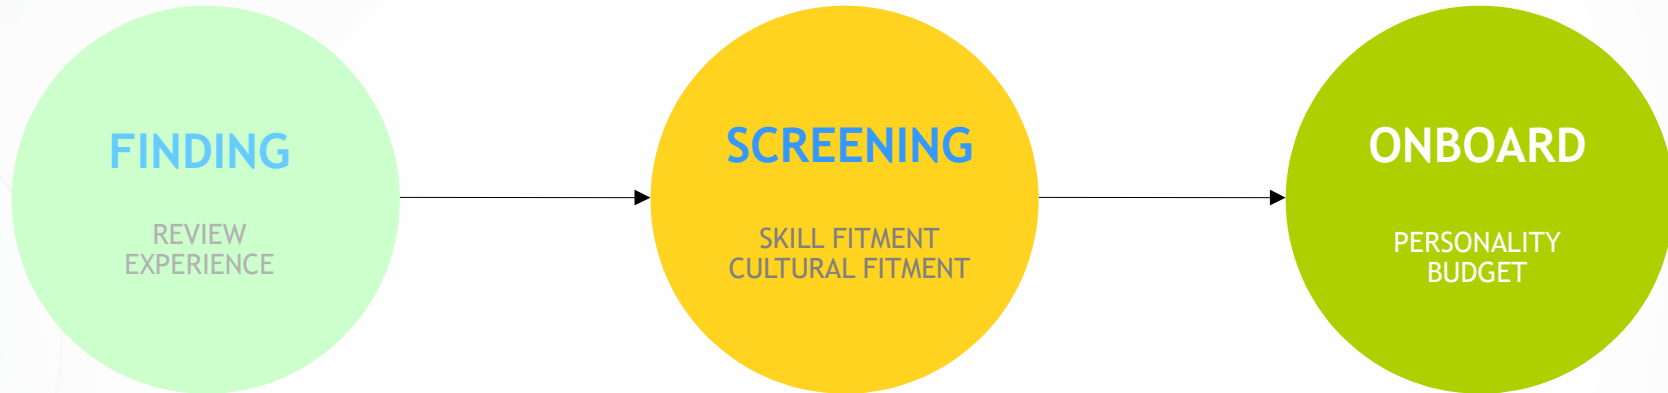 FINDING
REVIEW
EXPERIENCE
SCREENING
SKILL FITMENT
CULTURAL FITMENT
ONBOARD
PERSONALITY
BUDGET